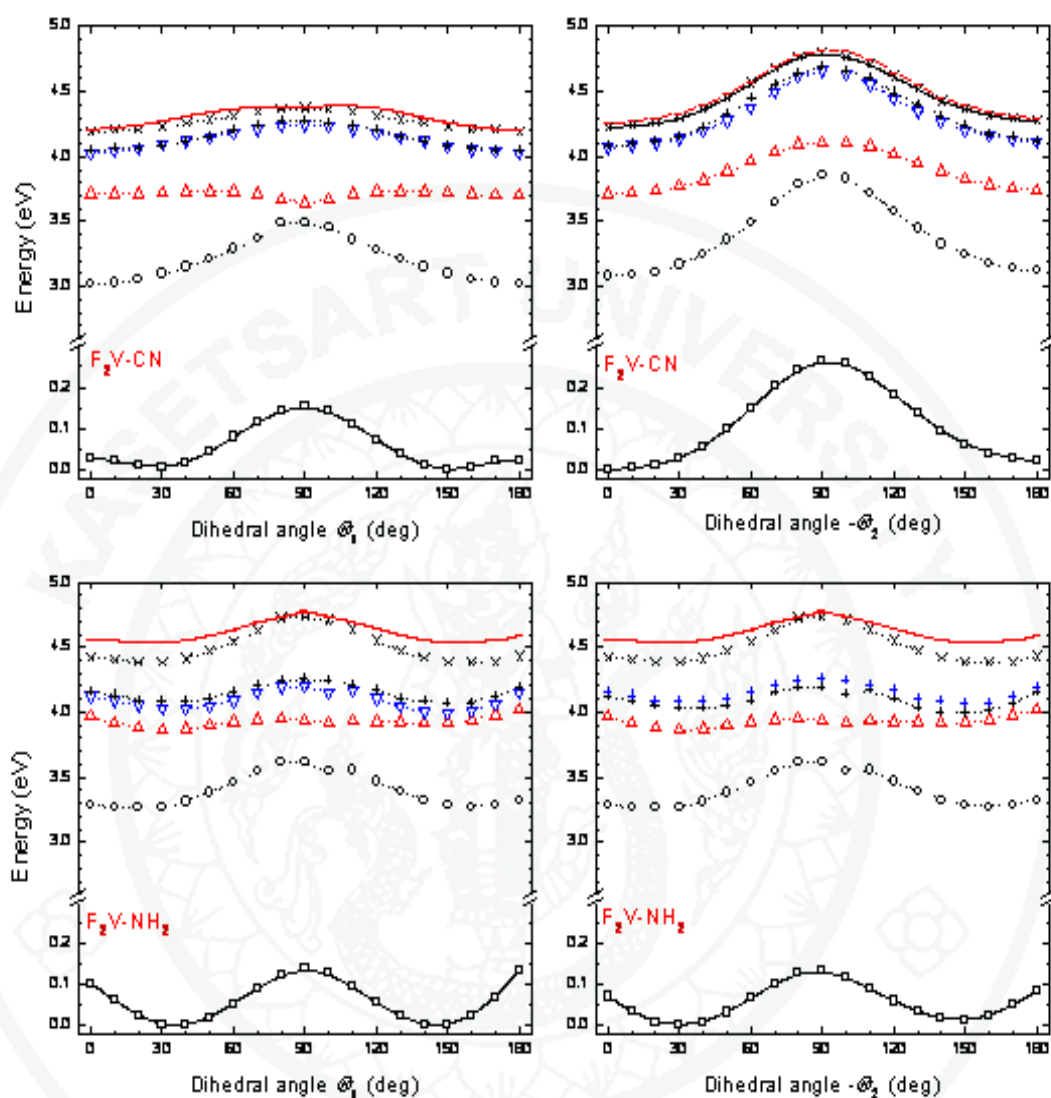 5.0
4.5
4.0
3.5
3.0
0.2
0.1
0.0
Energy (eV)
F2V-CN
0 30 60 90 120 150 180
Dihedral angle Θ1 (deg)
5.0
4.5
4.0
3.5
3.0
0.2
0.1
0.0
F2V-CN
0 30 60 90 120 150 180
Dihedral angle -Θ2 (deg)
KASETSART UNIVERSITY
5.0
4.5
4.0
3.5
3.0
0.2
0.1
0.0
Energy (eV)
F2V-NH2
0 30 60 90 120 150 180
Dihedral angle Θ1 (deg)
5.0
4.5
4.0
3.5
3.0
0.2
0.1
0.0
F2V-NH2
0 30 60 90 120 150 180
Dihedral angle -Θ2 (deg)